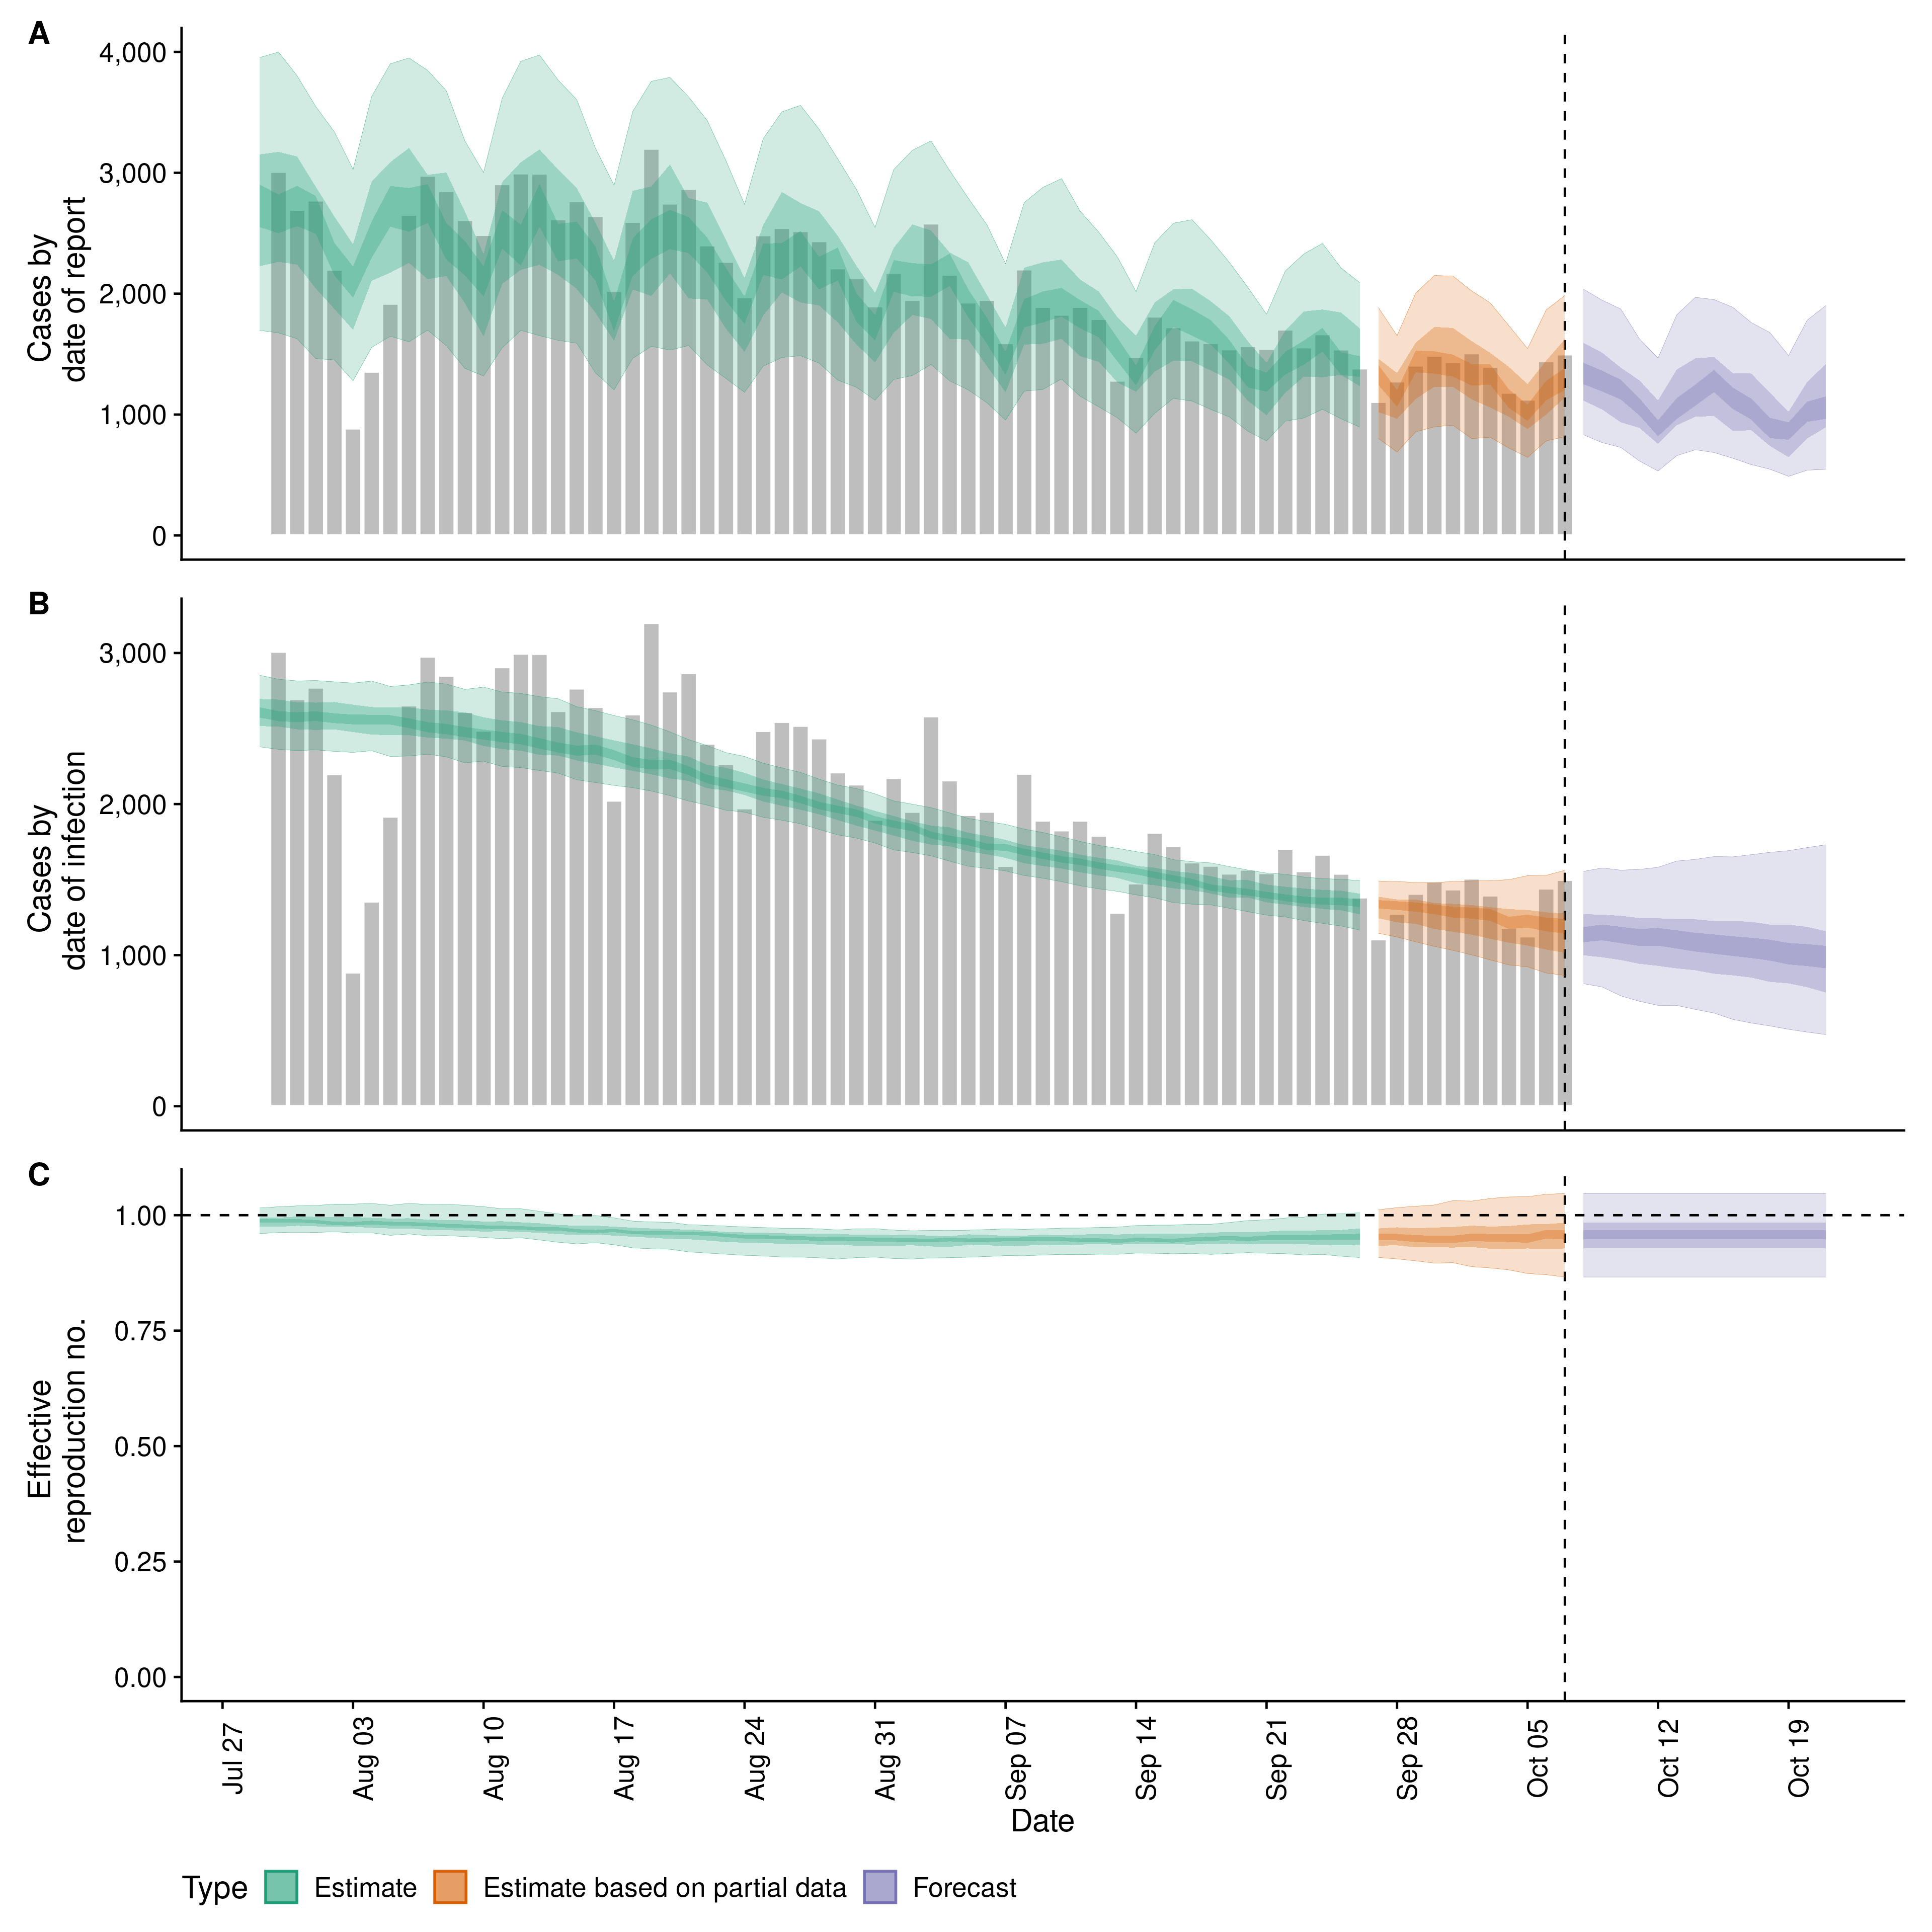 A
Cases by
date of report
4,000
3,000
2,000
1,000
0
B
Cases by
date of infection
3,000
2,000
1,000
0
C
Effective
reproduction no.
1.00
0.75
0.50
0.25
0.00
Jul 27
Aug 03
Aug 10
Aug 17
Aug 24
Aug 31
Sep 07
Sep 14
Sep 21
Sep 28
Oct 05
Oct 12
Oct 19
Date
Type Estimate Estimate based on partial data Forecast